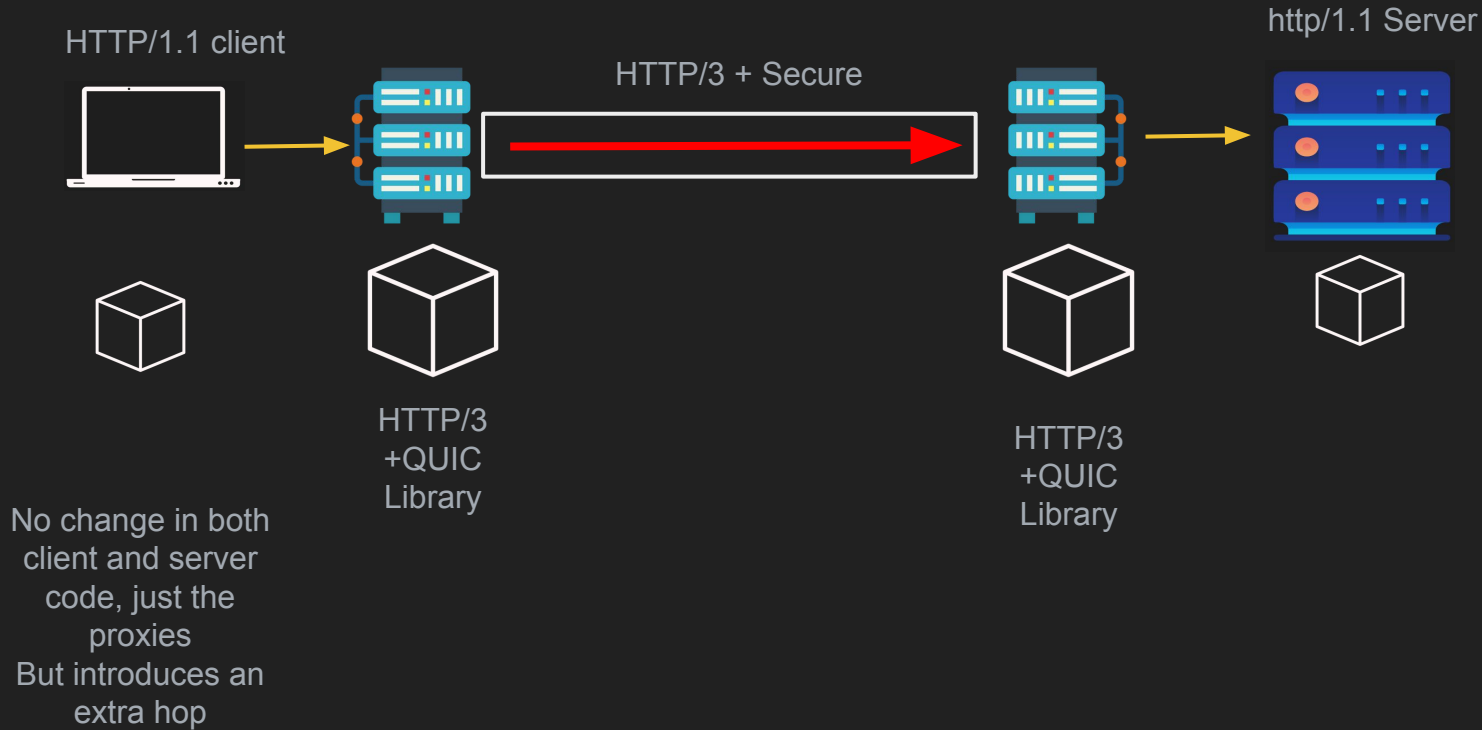 HTTP/1.1 client
HTTP/3 + Secure
http/1.1 Server
HTTP/3
+QUIC
Library
HTTP/3
+QUIC
Library
No change in both
client and server
code, just the
proxies
But introduces an
extra hop